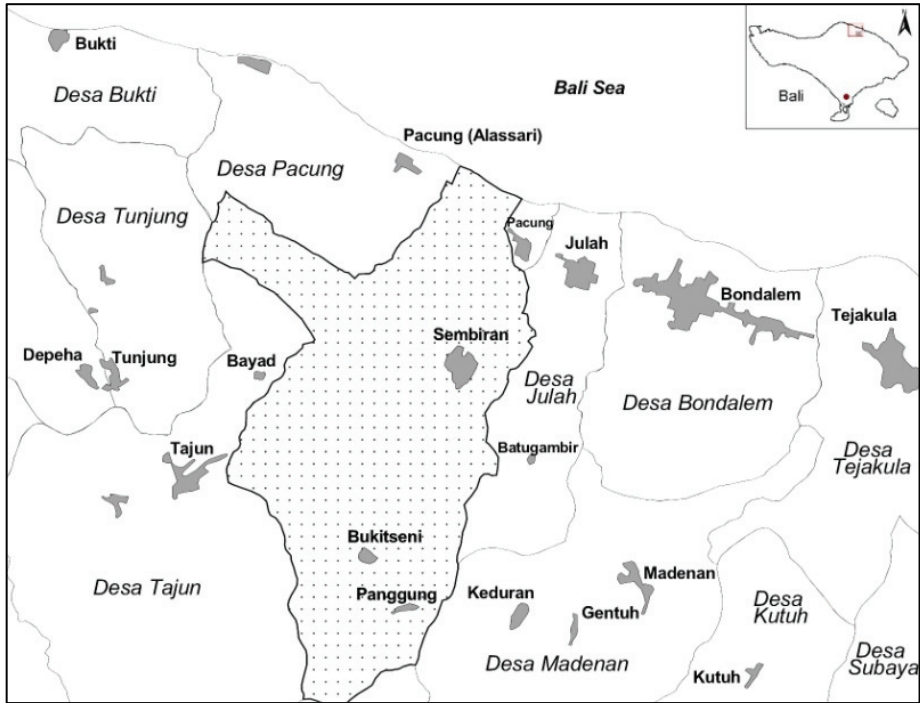 N
Bali
Bukti
Desa Bukti
Bali Sea
Pacung (Alassari)
Desa Pacung
Desa Tunjung
Pacung
Julah
Bondalem
Tejakula
Sembiran
Depeha
Tunjung
Bayad
Desa
Julah
Desa Bondalem
Tajun
Batugambir
Desa
Tejakula
Bukitseni
Desa Tajun
Panggung
Keduran
Madenan
Gentuh
Desa
Kutuh
Desa Madenan
Kutuh
Desa
Subaya